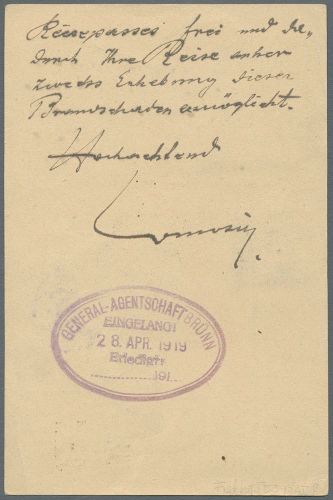 Reisepasses frei und da„
durch Ihre Reise anher
zwecks Erhebung dieser
Brandschaden ermöglicht.
Hochachtend
GENERAL-AGENTSCHAFT BRÜNN
EINGELANGT
28. APR. 1919
Erledigt
191